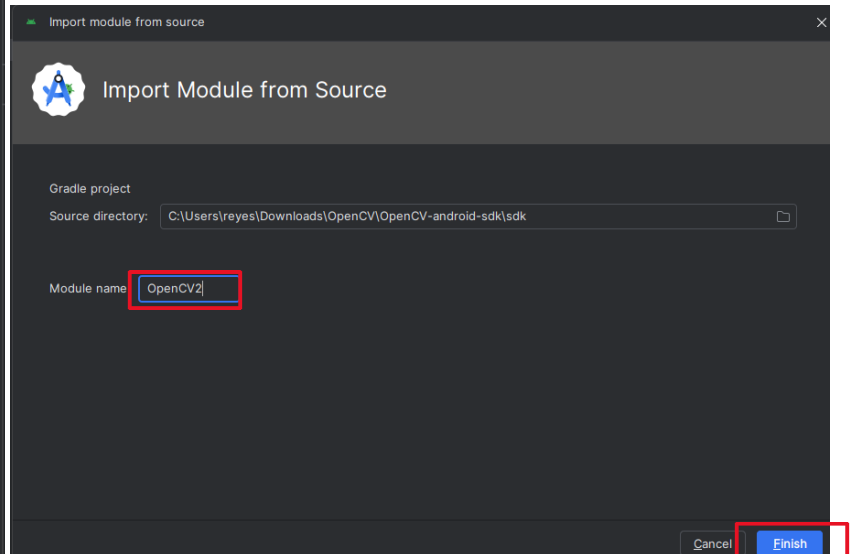 Import module from source
Import Module from Source
Gradle project
Source directory: C:\Users\reyes\Downloads\OpenCV\OpenCV-android-sdk\sdk
Module name OpenCV2
Cancel Finish